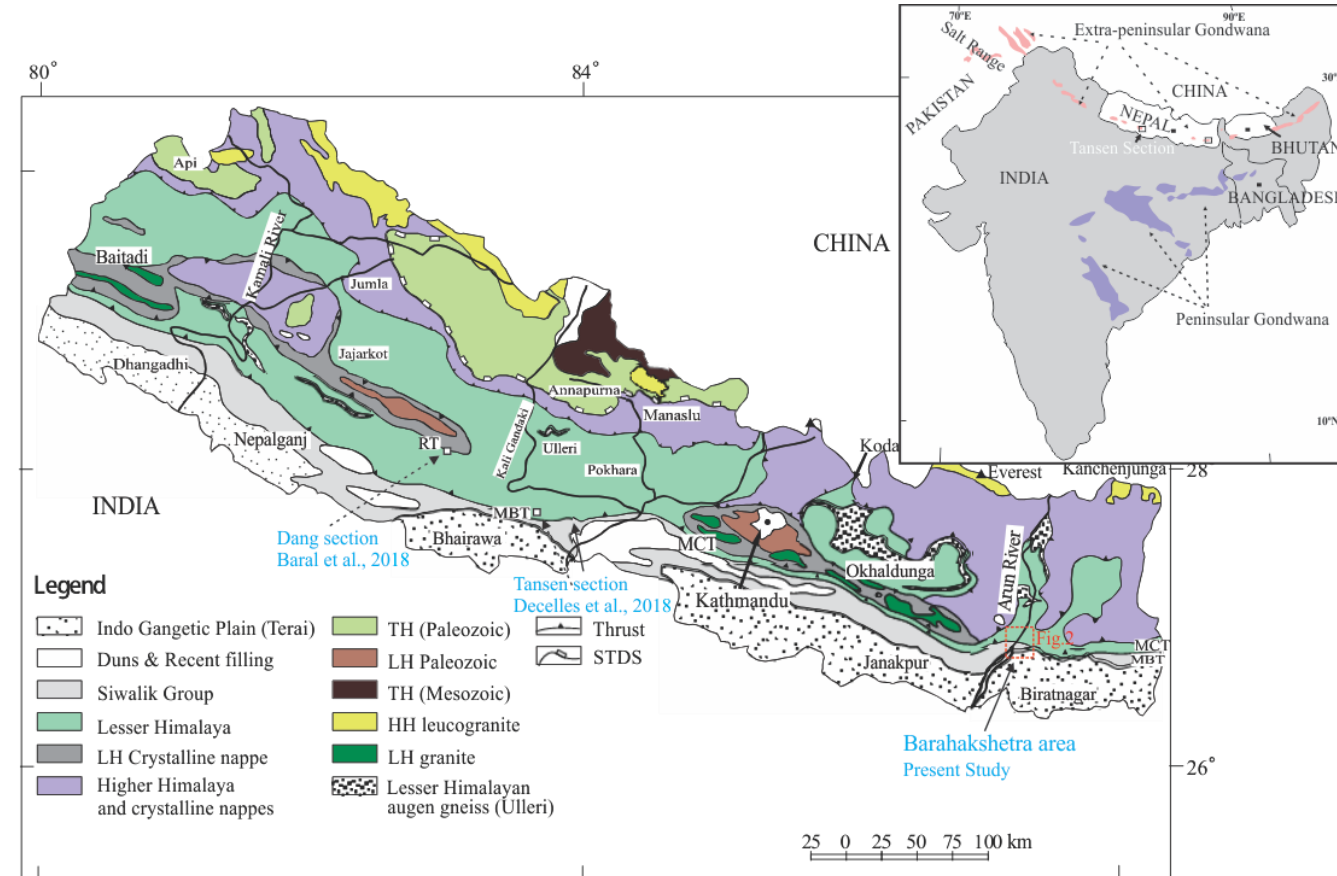 80°
84°
70°E
90°E
Salt Range
Extra-peninsular Gondwana
30°
CHINA
PAKISTAN
NEPAL
Tansen Section
BHUTAN
INDIA
BANGLADESH
Peninsular Gondwana
10°N
Api
Kamali River
CHINA
Baitadi
Jumla
Dhangadhi
Jajarkot
Annapurna
Manaslu
Nepalganj
RT
Kali Gandaki
Ulleri
Pokhara
Koda
Everest
Kanchenjunga
28
INDIA
MBT
Bhairawa
MCT
Okhaldunga
Arun River
Dang section
Baral et al., 2018
Tansen section
Decelles et al., 2018
Kathmandu
Fig.2
MCT
MBT
Janakpur
Biratnagar
Barahakshetra area
Present Study
26°
Legend
Indo Gangetic Plain (Terai)
Duns & Recent filling
Siwalik Group
Lesser Himalaya
LH Crystalline nappe
Higher Himalaya
and crystalline nappes
TH (Paleozoic)
LH Paleozoic
TH (Mesozoic)
HH leucogranite
LH granite
Lesser Himalayan
augen gneiss (Ulleri)
Thrust
STDS
25 0 25 50 100 km